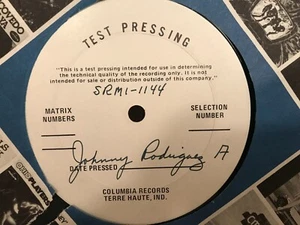 TEST PRESSING
"This is a test pressing intended for use in determining
the technical quality of the recording only. It is not
intended for sale or distribution outside of this company."
SRM1-1144
MATRIX NUMBERS
SELECTION NUMBER
Johnny Rodriguez A
DATE PRESSED
COLUMBIA RECORDS
TERRE HAUTE, IND.